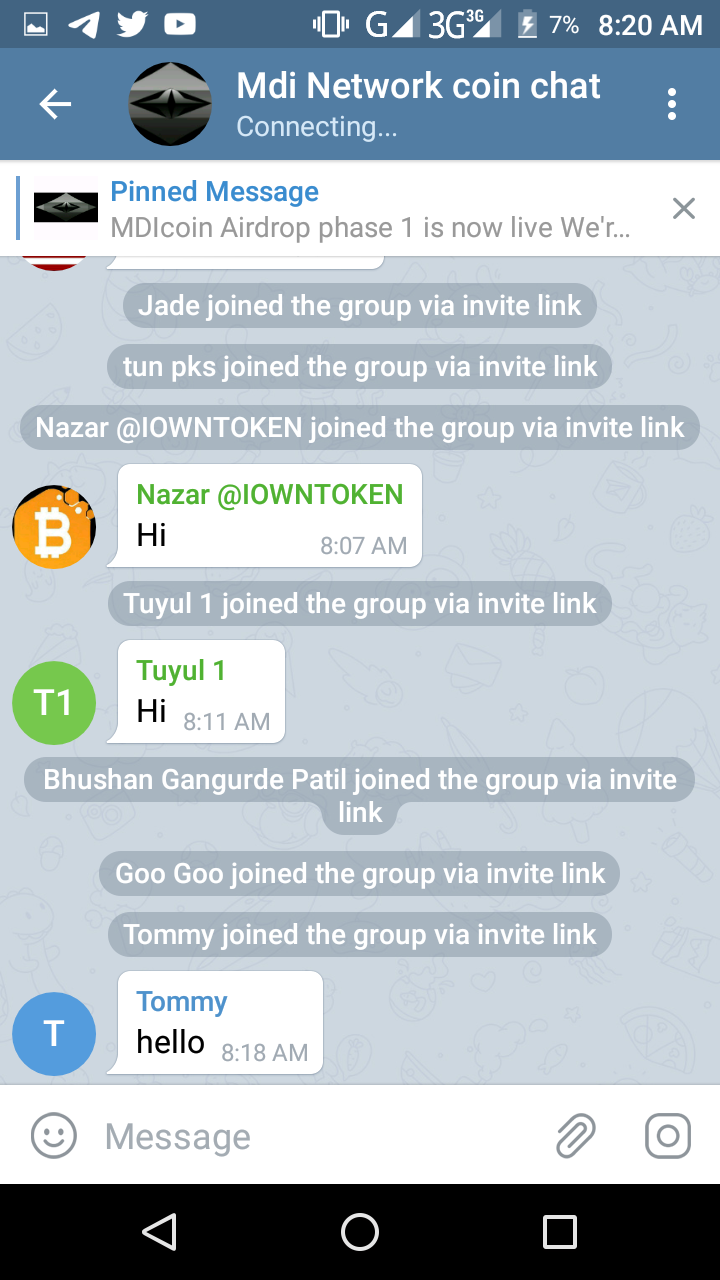 G 3G 3G 7% 8:20 AM
Mdi Network coin chat
Connecting...
Pinned Message
MDIcoin Airdrop phase 1 is now live We'r...
Jade joined the group via invite link
tun pks joined the group via invite link
Nazar @IOWNTOKEN joined the group via invite link
Nazar @IOWNTOKEN
Hi 8:07 AM
Tuyul 1 joined the group via invite link
T1
Tuyul 1
Hi 8:11 AM
Bhushan Gangurde Patil joined the group via invite
link
Goo Goo joined the group via invite link
Tommy joined the group via invite link
T
Tommy
hello 8:18 AM
Message